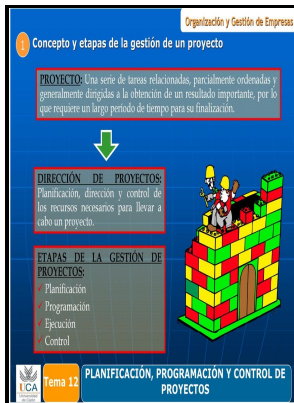 Organización y Gestión de Empresas
1 Concepto y etapas de la gestión de un proyecto
PROYECTO: Una serie de tareas relacionadas, parcialmente ordenadas y
generalmente dirigidas a la obtención de un resultado importante, por lo
que requiere un largo período de tiempo para su finalización.
DIRECCIÓN DE PROYECTOS:
Planificación, dirección y control de
los recursos necesarios para llevar a
cabo un proyecto.
ETAPAS DE LA GESTIÓN DE
PROYECTOS:
✓ Planificación
✓ Programación
✓ Ejecución
✓ Control
UCA
Universidad
de Cádiz
Tema 12
PLANIFICACIÓN, PROGRAMACIÓN Y CONTROL DE
PROYECTOS